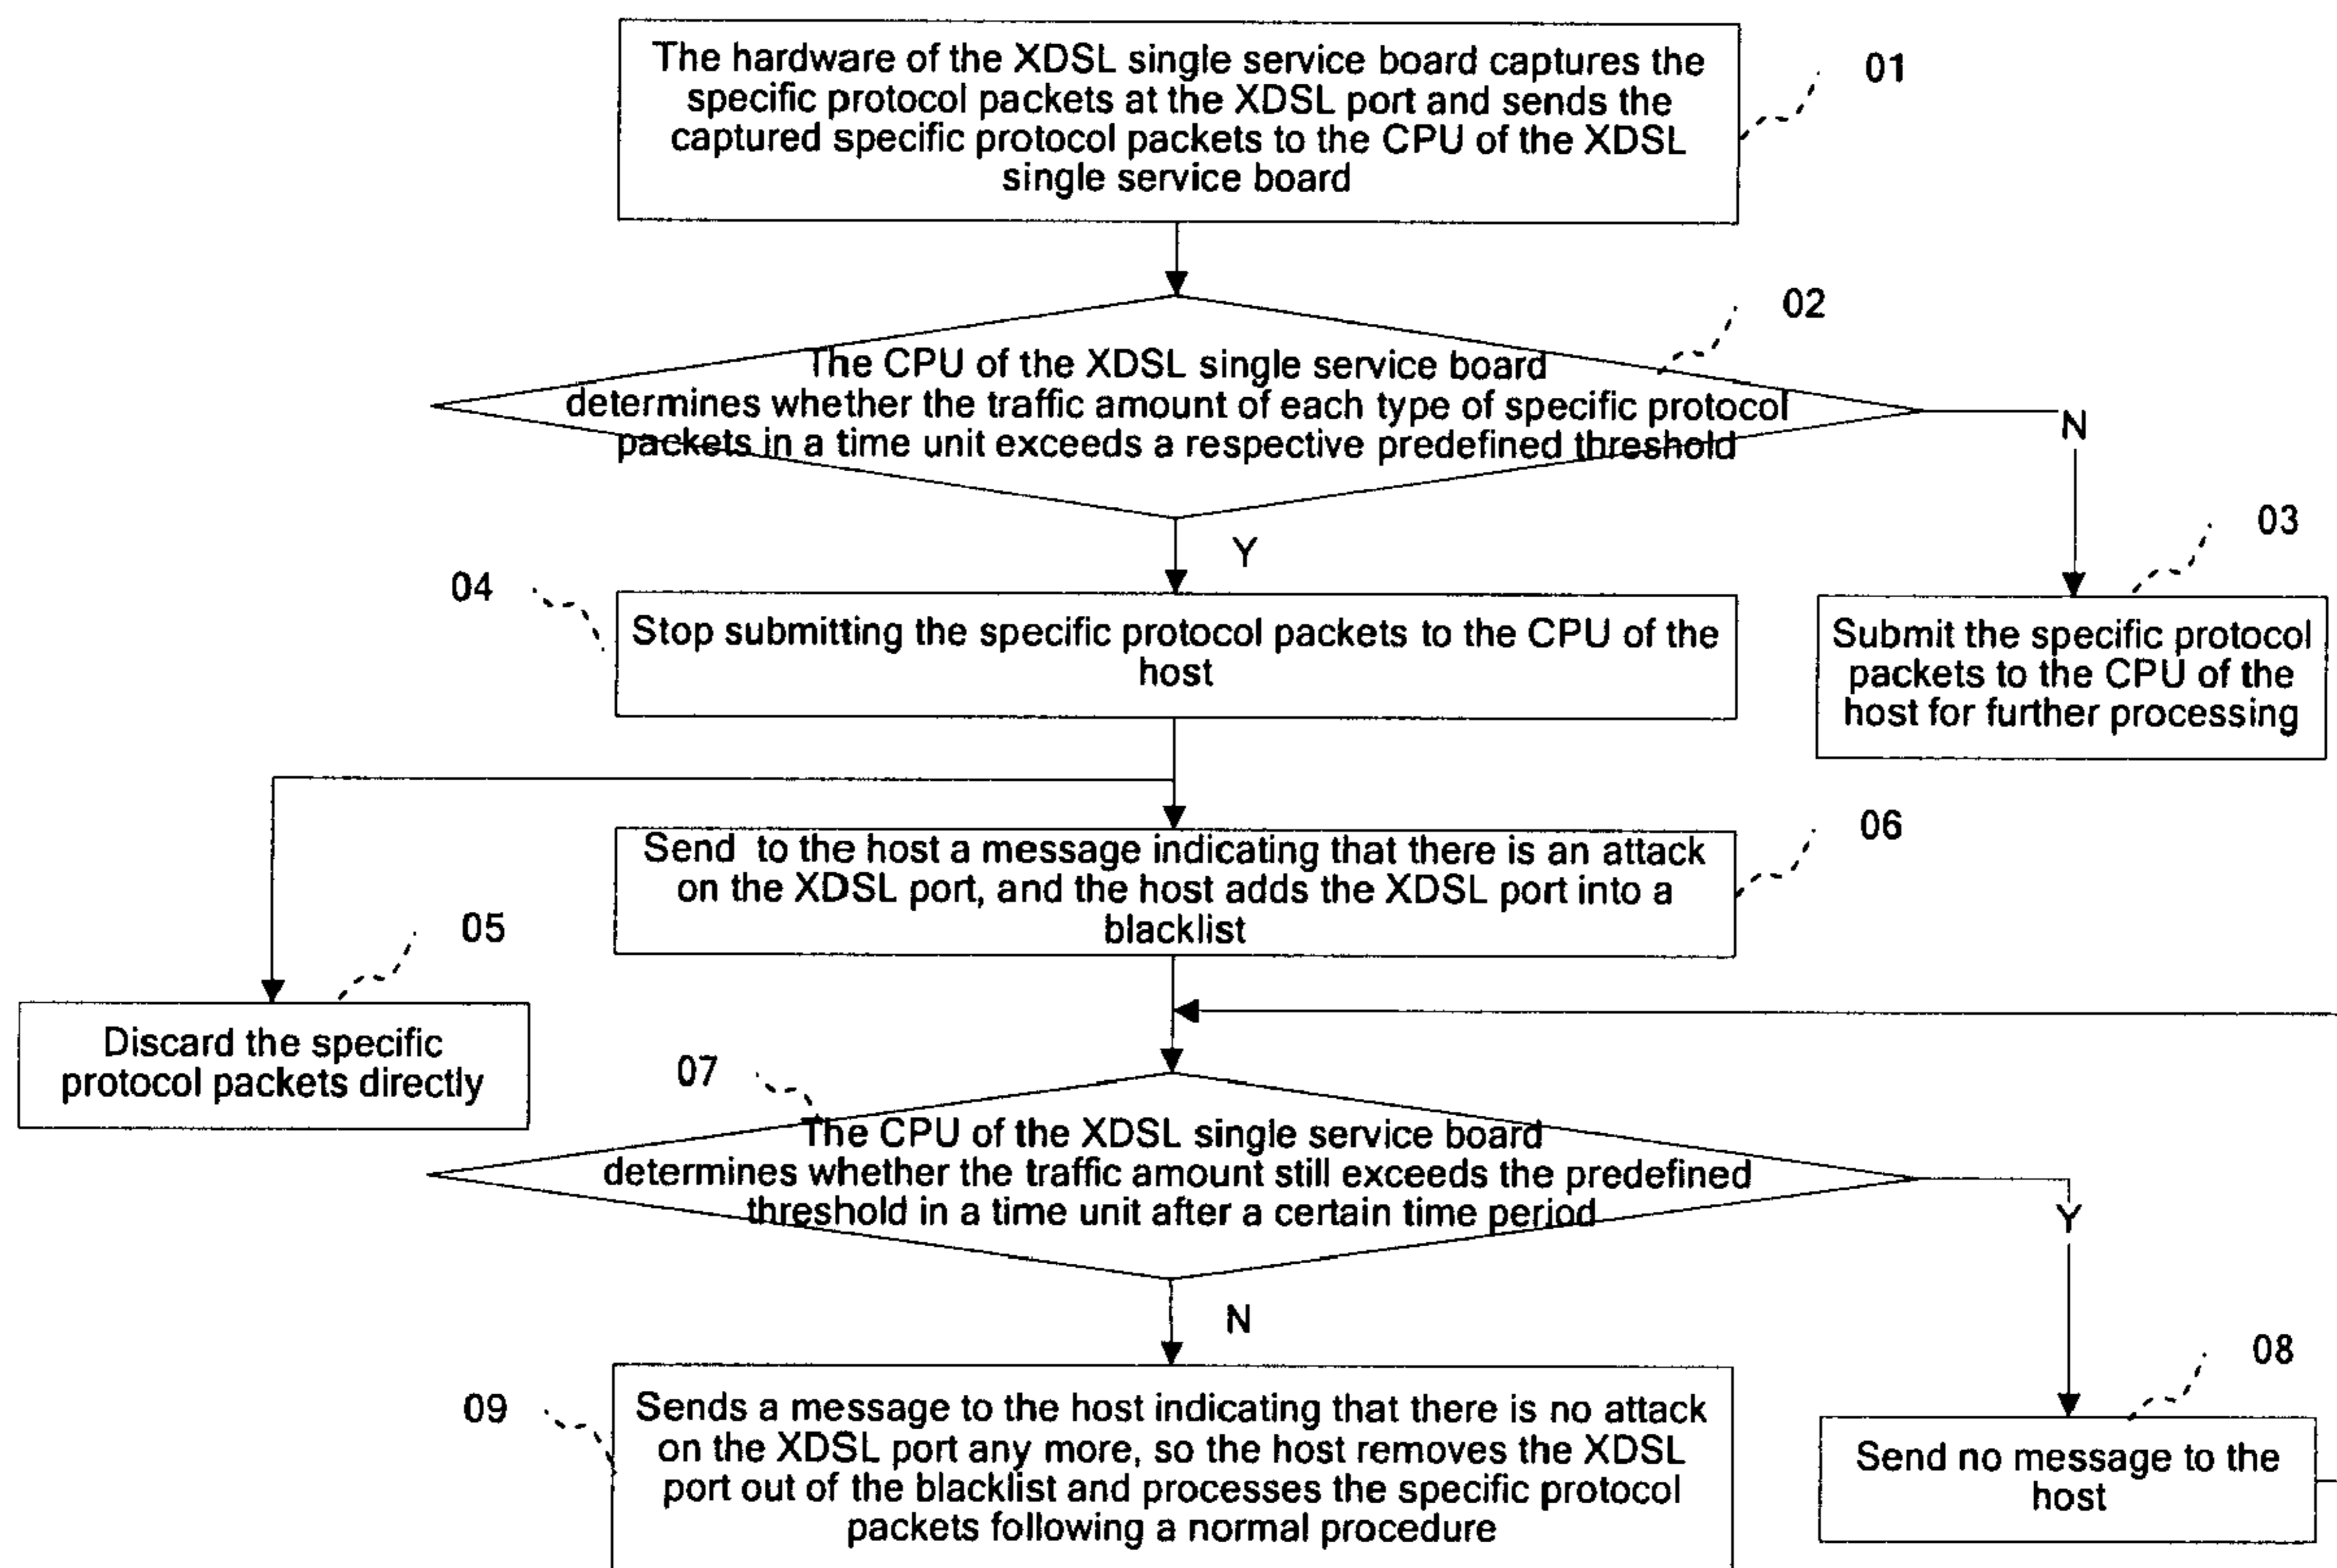 The hardware of the XDSL single service board captures the
specific protocol packets at the XDSL port and sends the
captured specific protocol packets to the CPU of the XDSL
single service board
01
02
The CPU of the XDSL single service board
determines whether the traffic amount of each type of specific protocol
packets in a time unit exceeds a respective predefined threshold
N
Y
03
04
Stop submitting the specific protocol packets to the CPU of the
host
Submit the specific protocol
packets to the CPU of the
host for further processing
06
Send to the host a message indicating that there is an attack
on the XDSL port, and the host adds the XDSL port into a
blacklist
05
Discard the specific
protocol packets directly
07
The CPU of the XDSL single service board
determines whether the traffic amount still exceeds the predefined
threshold in a time unit after a certain time period
Y
N
08
09
Sends a message to the host indicating that there is no attack
on the XDSL port any more, so the host removes the XDSL
port out of the blacklist and processes the specific protocol
packets following a normal procedure
Send no message to the
host